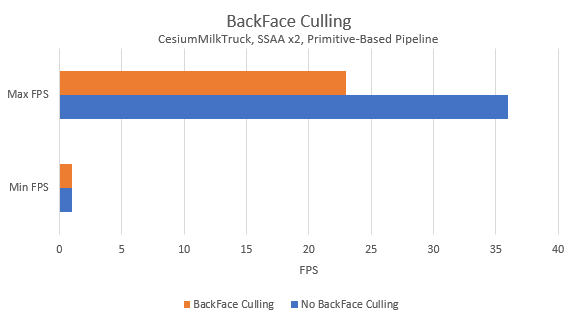 BackFace Culling
CesiumMilkTruck, SSAA x2, Primitive-Based Pipeline
Max FPS
Min FPS
0 5 10 15 20 25 30 35 40
FPS
BackFace Culling No BackFace Culling